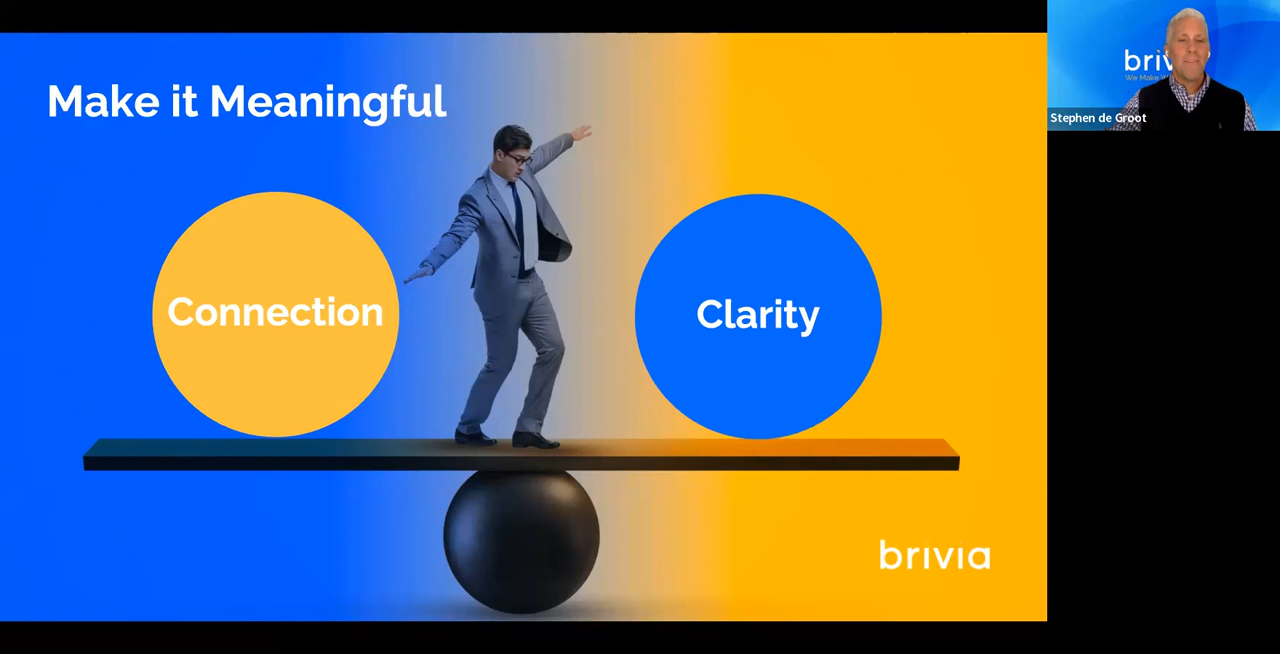 Make it Meaningful
Connection
Clarity
brivia
Stephen de Groot